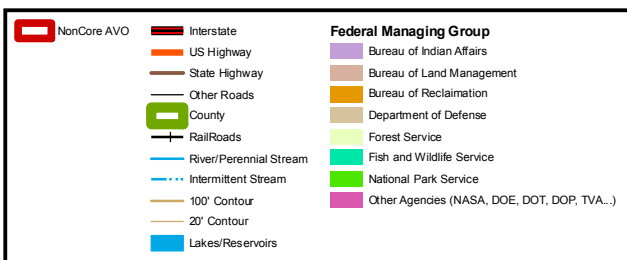 NonCore AVO
Interstate
US Highway
State Highway
Other Roads
County
RailRoads
River/Perennial Stream
Intermittent Stream
100' Contour
20' Contour
Lakes/Reservoirs
Federal Managing Group
Bureau of Indian Affairs
Bureau of Land Management
Bureau of Reclamation
Department of Defense
Forest Service
Fish and Wildlife Service
National Park Service
Other Agencies (NASA, DOE, DOT, DOP, TVA...)